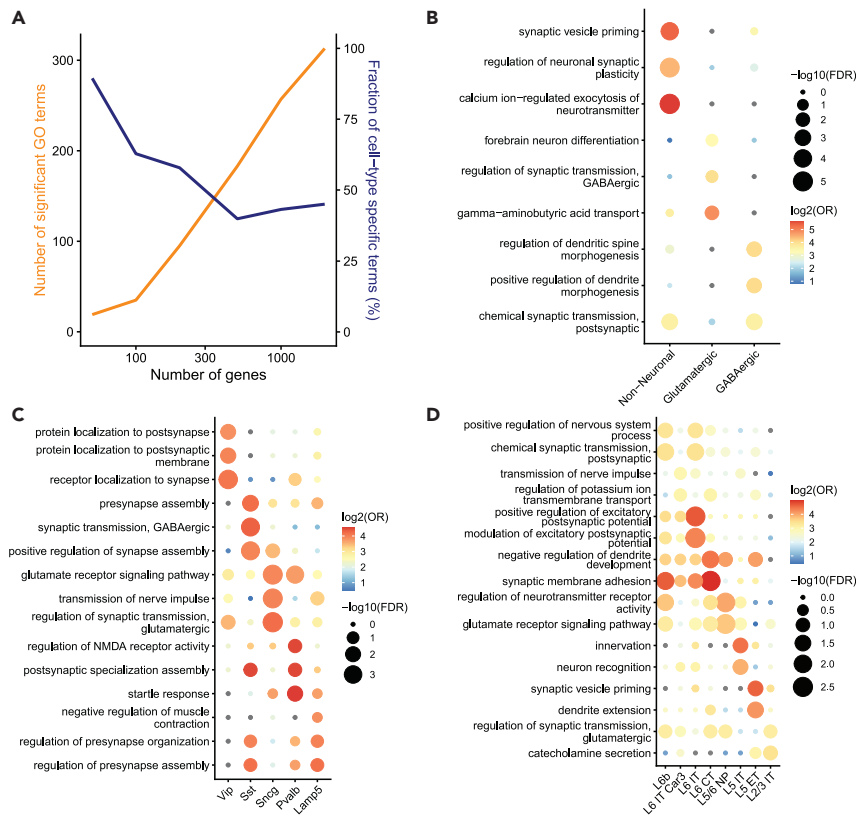 A
Number of significant GO terms
300
200
100
0
100
300
1000
Number of genes
100
75
50
25
0
Fraction of cell−type
specific terms (%)
B
synaptic vesicle priming
regulation of neuronal synaptic
plasticity
calcium ion−regulated exocytosis of
neurotransmitter
forebrain neuron differentiation
regulation of synaptic transmission,
GABAergic
gamma−aminobutyric acid transport
regulation of dendritic spine
morphogenesis
positive regulation of dendrite
morphogenesis
chemical synaptic transmission,
postsynaptic
Non−Neuronal
Glutamatergic
GABAergic
−log10(FDR)
0
1
2
3
4
5
log2(OR)
5
4
3
2
1
C
protein localization to postsynapse
protein localization to postsynaptic
membrane
receptor localization to synapse
presynapse assembly
synaptic transmission, GABAergic
positive regulation of synapse assembly
glutamate receptor signaling pathway
transmission of nerve impulse
regulation of synaptic transmission,
glutamatergic
regulation of NMDA receptor activity
postsynaptic specialization assembly
startle response
negative regulation of muscle
contraction
regulation of presynapse organization
regulation of presynapse assembly
Vip
Sst
Sncg
Pvalb
Lamp5
log2(OR)
4
3
2
1
−log10(FDR)
0
1
2
3
D
positive regulation of nervous system
process
chemical synaptic transmission,
postsynaptic
transmission of nerve impulse
regulation of potassium ion
transmembrane transport
positive regulation of excitatory
postsynaptic potential
modulation of excitatory postsynaptic
potential
negative regulation of dendrite
development
synaptic membrane adhesion
regulation of neurotransmitter receptor
activity
glutamate receptor signaling pathway
innervation
neuron recognition
synaptic vesicle priming
dendrite extension
regulation of synaptic transmission,
glutamatergic
catecholamine secretion
L6b
L6 IT Car3
L6 IT
L6 CT
L5/6 NP
L5 IT
L5 ET
L2/3 IT
log2(OR)
5
4
3
2
1
−log10(FDR)
0.0
0.5
1.0
1.5
2.0
2.5